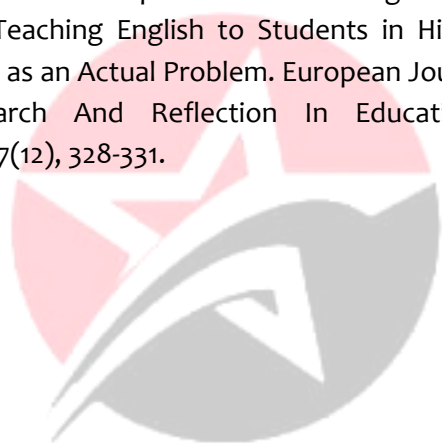 Teaching English to Students in Hi
as an Actual Problem. European Jou
arch And Reflection In Educati
7(12), 328-331.